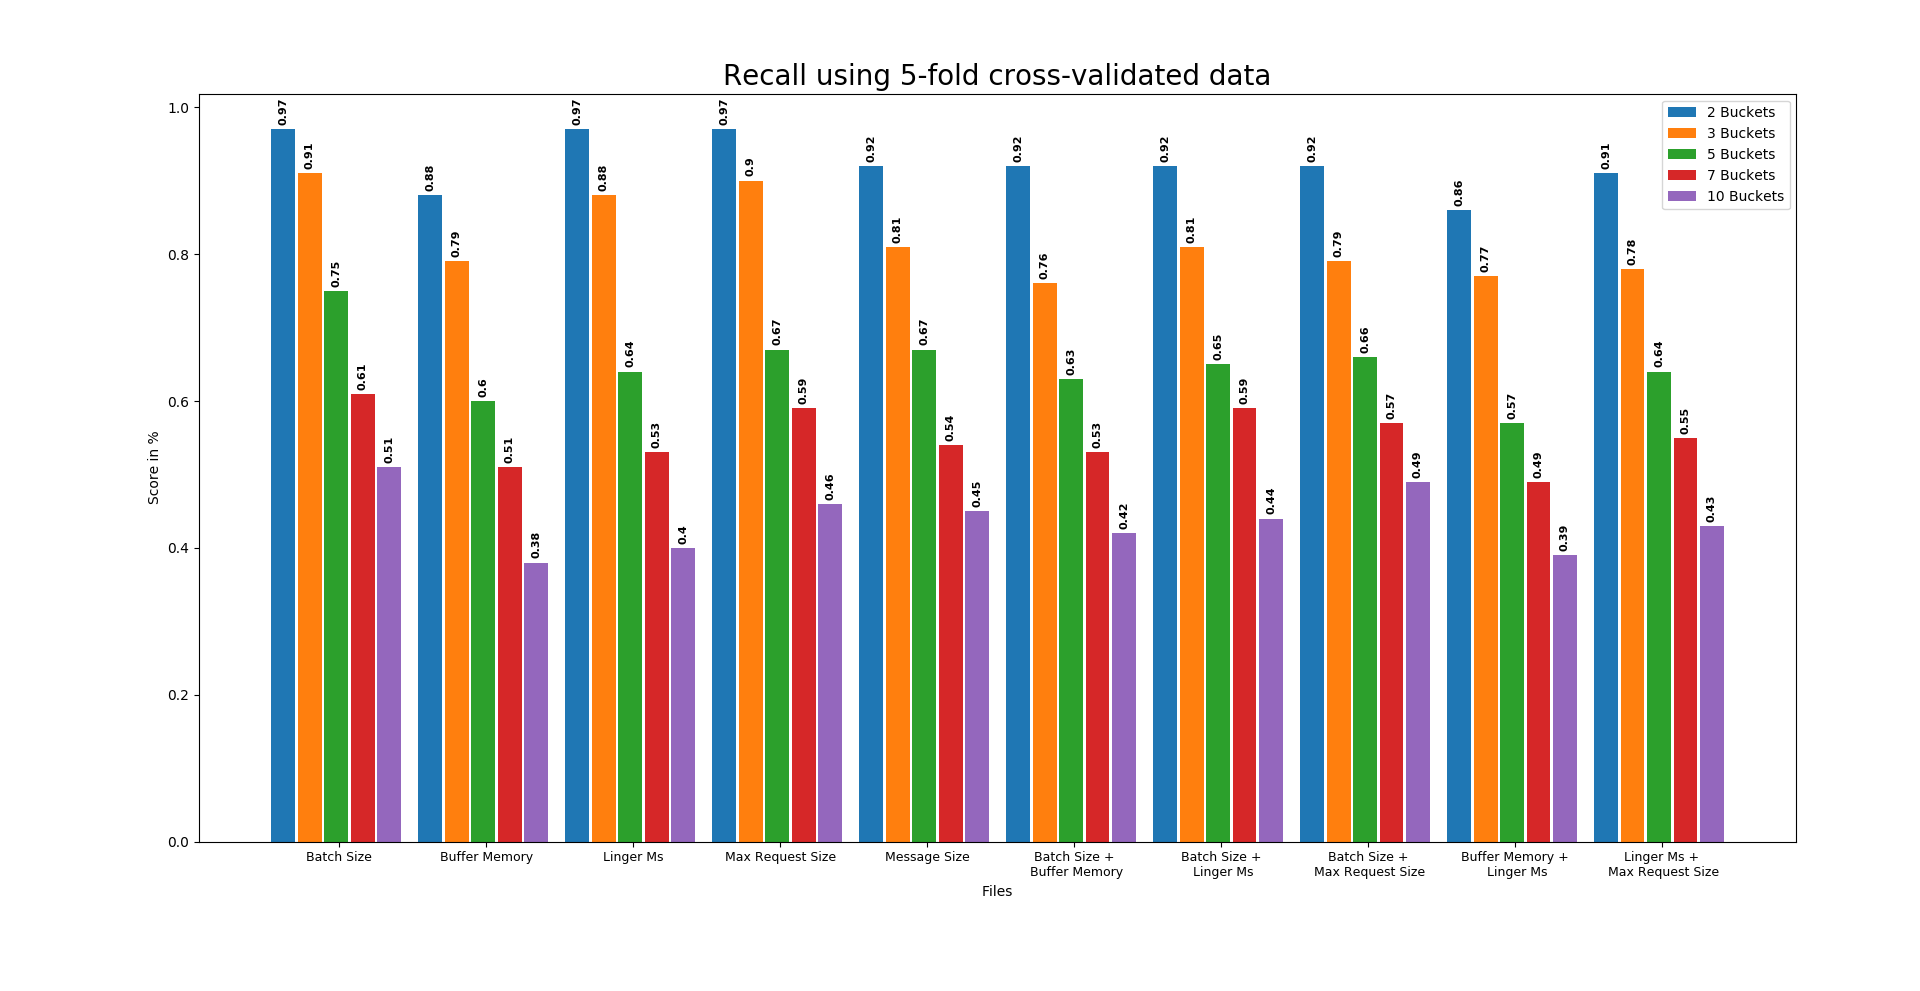 Recall using 5-fold cross-validated data
1.0
0.8
0.6
0.4
0.2
0.0
Score in %
0.97
0.91
0.75
0.61
0.51
0.88
0.79
0.6
0.51
0.38
0.97
0.88
0.64
0.53
0.4
0.97
0.9
0.67
0.59
0.46
0.92
0.81
0.67
0.54
0.45
0.92
0.76
0.63
0.53
0.42
0.92
0.81
0.65
0.59
0.44
0.92
0.79
0.66
0.57
0.49
0.86
0.77
0.57
0.49
0.39
0.91
0.78
0.64
0.55
0.43
2 Buckets
3 Buckets
5 Buckets
7 Buckets
10 Buckets
Batch Size
Buffer Memory
Linger Ms
Max Request Size
Message Size
Batch Size +
Buffer Memory
Batch Size +
Linger Ms
Batch Size +
Max Request Size
Buffer Memory +
Linger Ms
Linger Ms +
Max Request Size
Files